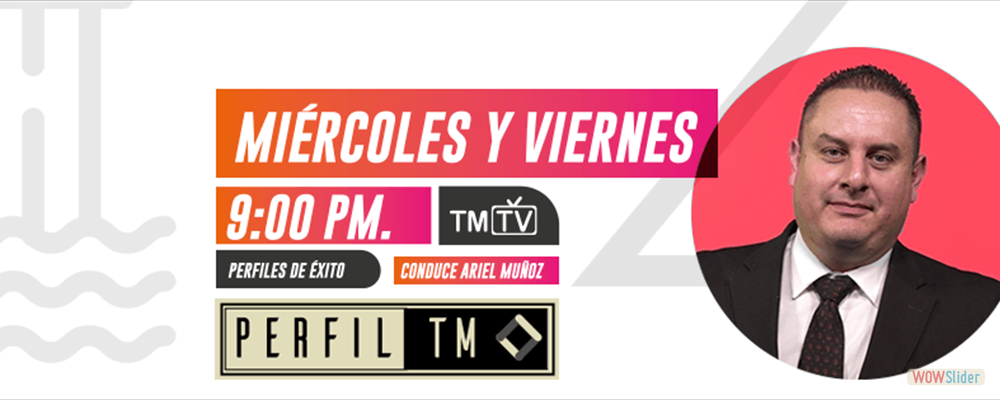 MIÉRCOLES Y VIERNES
9:00 PM.
TMTV
PERFILES DE ÉXITO
CONDUCE ARIEL MUÑOZ
PERFIL TM
WOWSlider